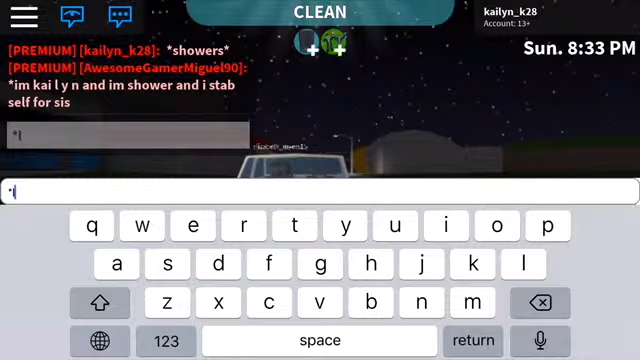 CLEAN
kailyn_k28
Account: 13+
Sun. 8:33 PM
[PREMIUM] [kailyn_k28]: *showers*
[PREMIUM] [AwesomeGamerMiguel90]:
*im kai l y n and im shower and i stab
self for sis
*l
*l
q w e r t y u i o p
a s d f g h j k l
z x c v b n m
123 space return